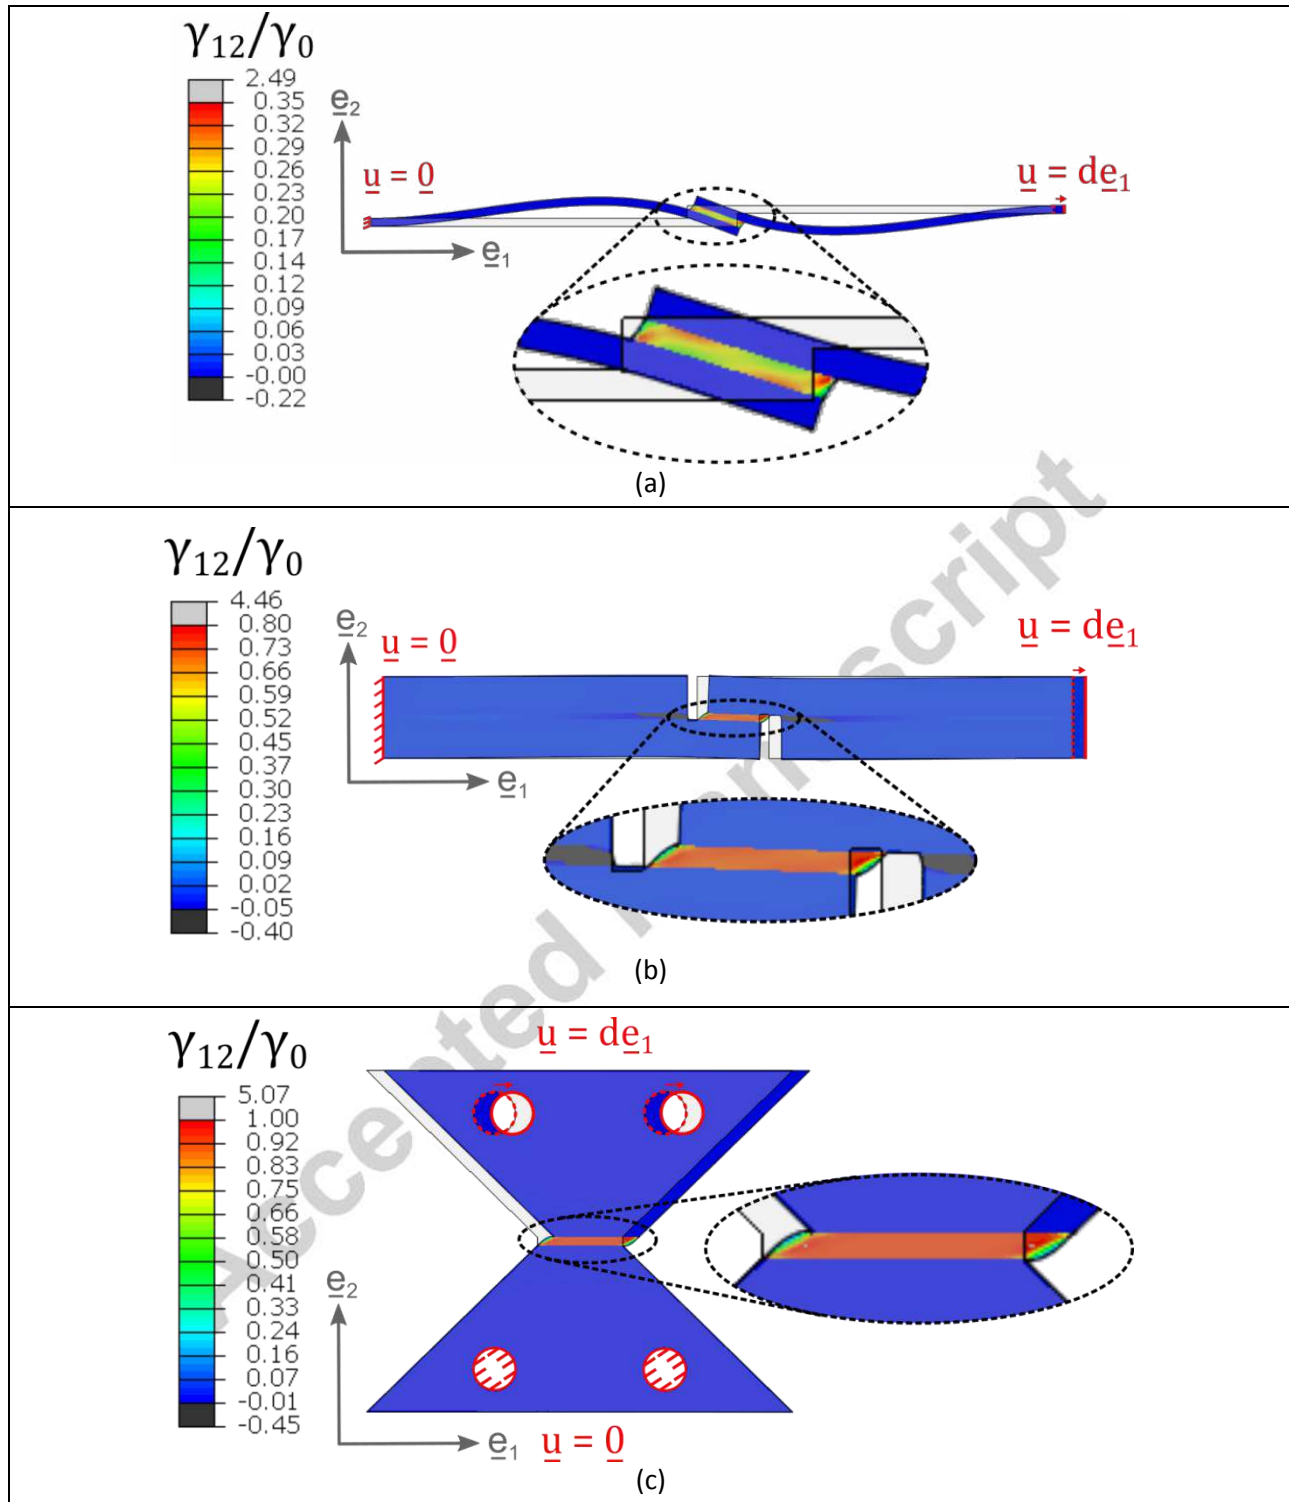 γ₁₂/γ₀
2.49
0.35
0.32
0.29
0.26
0.23
0.20
0.17
0.14
0.12
0.09
0.06
0.03
-0.00
-0.22
e₂
u = 0
u = de₁
e₁
(a)
γ₁₂/γ₀
4.46
0.80
0.73
0.66
0.59
0.52
0.45
0.37
0.30
0.23
0.16
0.09
0.02
-0.05
-0.40
e₂
u = 0
u = de₁
e₁
(b)
γ₁₂/γ₀
u = de₁
5.07
1.00
0.92
0.83
0.75
0.66
0.58
0.50
0.41
0.33
0.24
0.16
0.07
-0.01
-0.45
e₂
e₁
u = 0
(c)
Accepted Manuscript